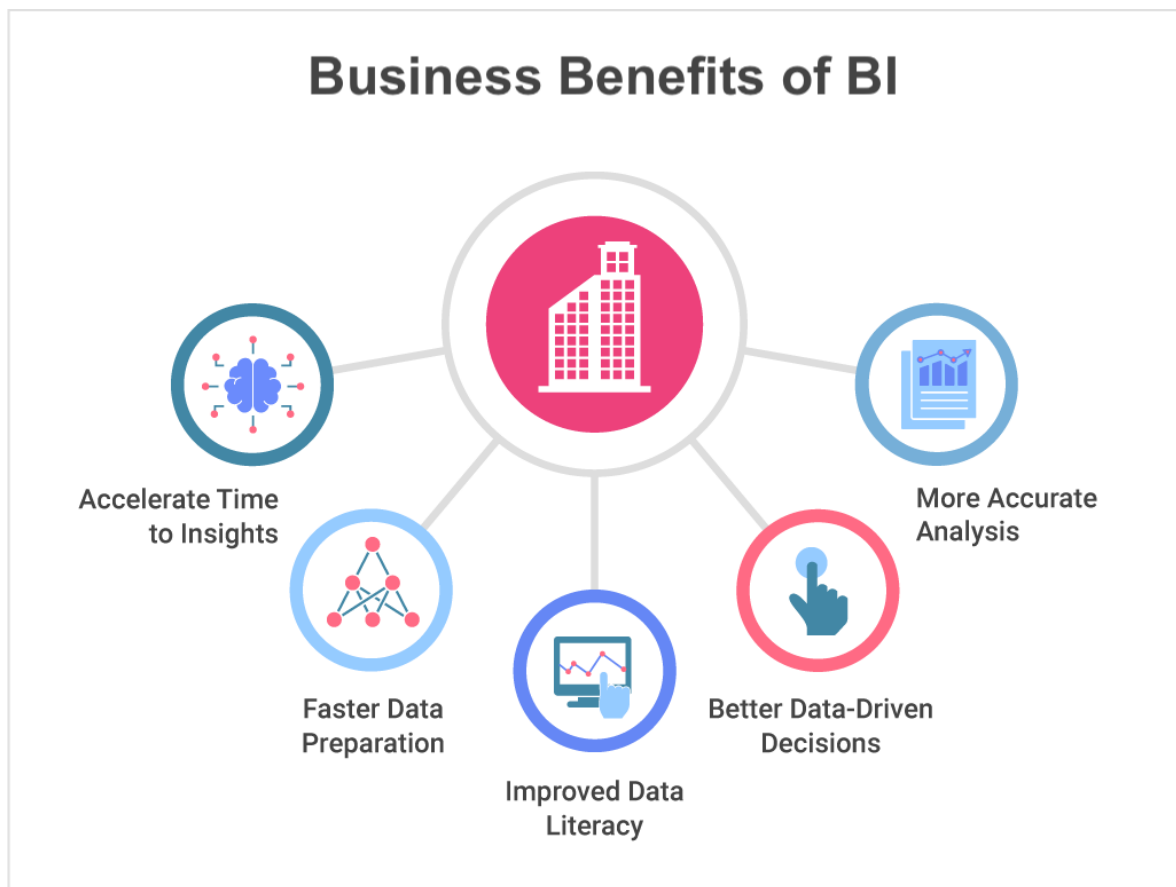 Business Benefits of BI
Accelerate Time
to Insights
Faster Data
Preparation
Improved Data
Literacy
Better Data-Driven
Decisions
More Accurate
Analysis